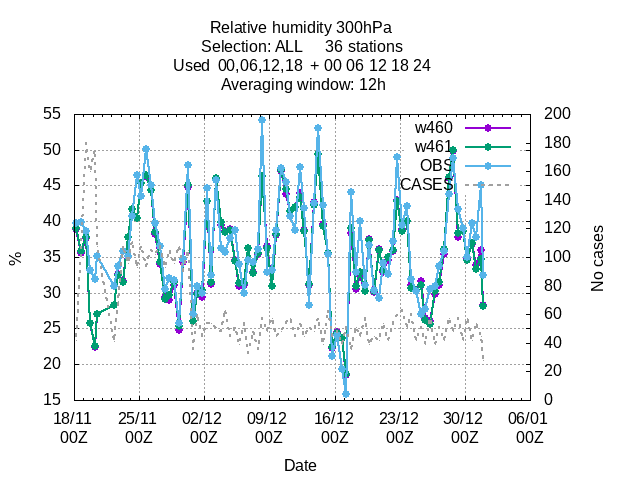 Relative humidity 300hPa
Selection: ALL 36 stations
Used 00,06,12,18 + 00 06 12 18 24
Averaging window: 12h
55
50
45
40
35
30
25
20
15
%
200
180
160
140
120
100
80
60
40
20
0
No cases
w460
w461
OBS
CASES
18/11 25/11 02/12 09/12 16/12 23/12 30/12 06/01
00Z 00Z 00Z 00Z 00Z 00Z 00Z 00Z
Date